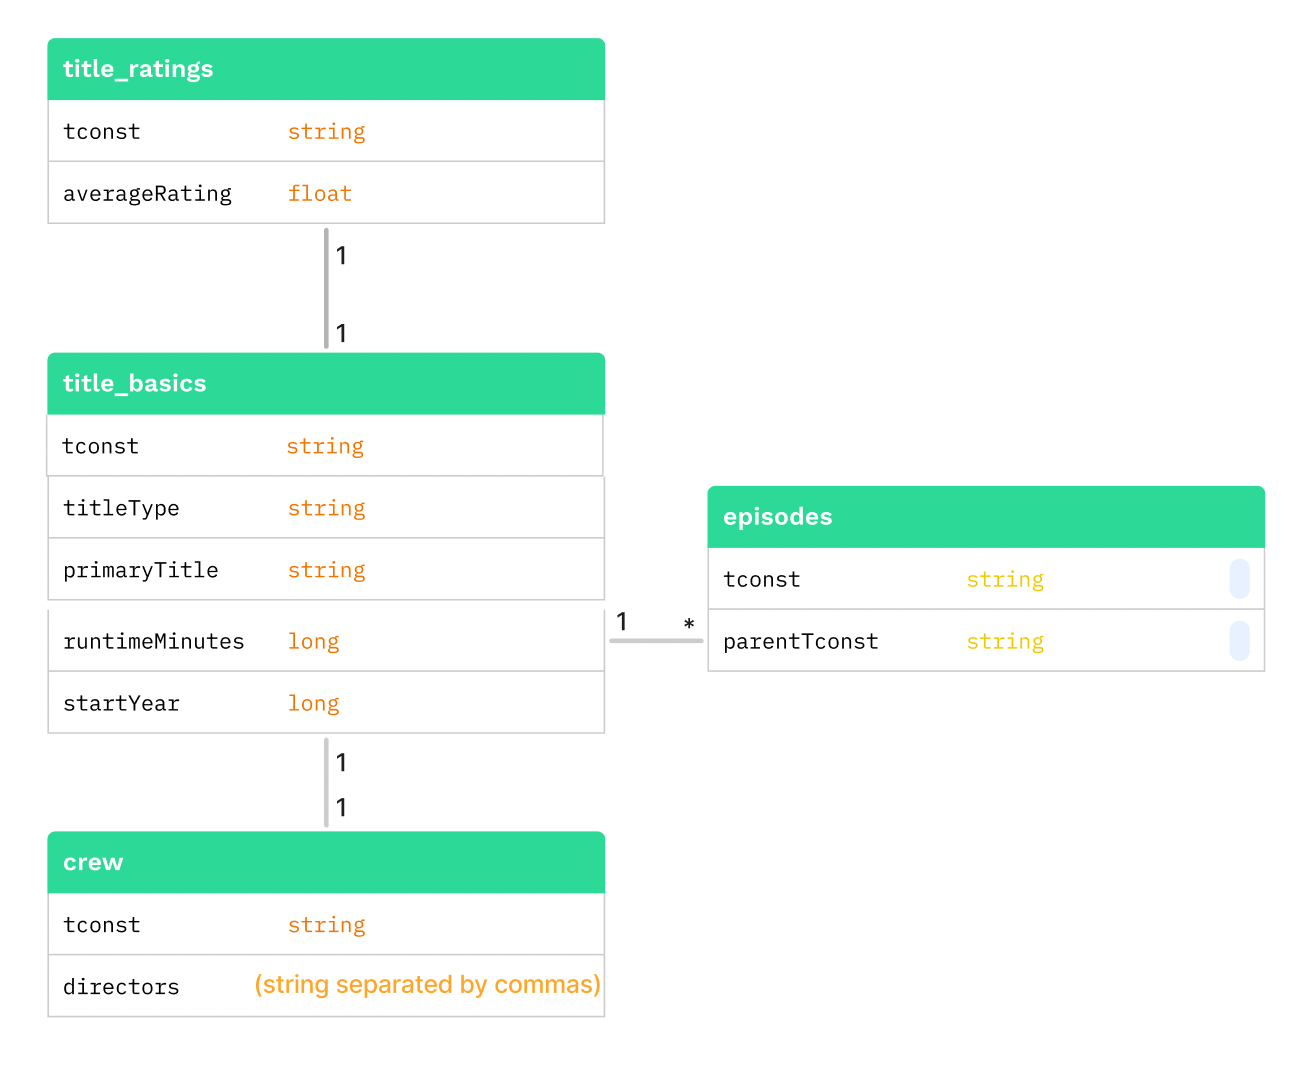 title_ratings
tconst string
averageRating float
1
1
title_basics
tconst string
titleType string
primaryTitle string
runtimeMinutes long
startYear long
1 *
episodes
tconst string
parentTconst string
1
1
crew
tconst string
directors (string separated by commas)